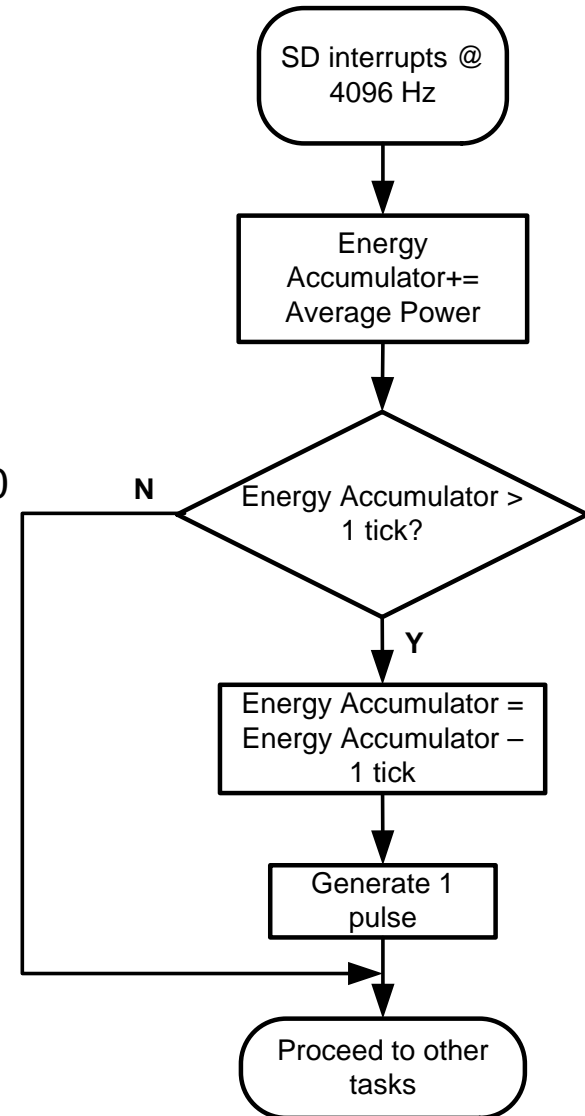 SD interrupts @
4096 Hz
Energy
Accumulator+=
Average Power
0
N
Energy Accumulator >
1 tick?
Y
Energy Accumulator =
Energy Accumulator –
1 tick
Generate 1
pulse
Proceed to other
tasks